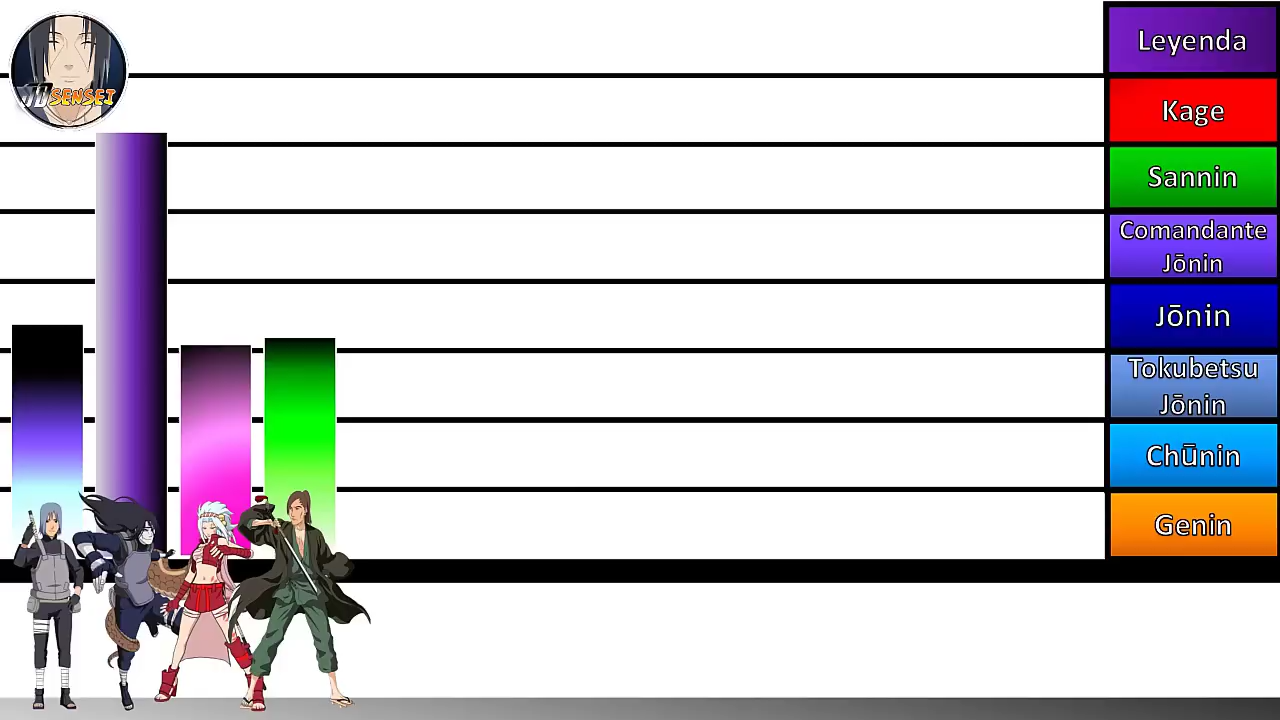 JD SENSEI
Leyenda
Kage
Sannin
Comandante
Jōnin
Jōnin
Tokubetsu
Jōnin
Chūnin
Genin